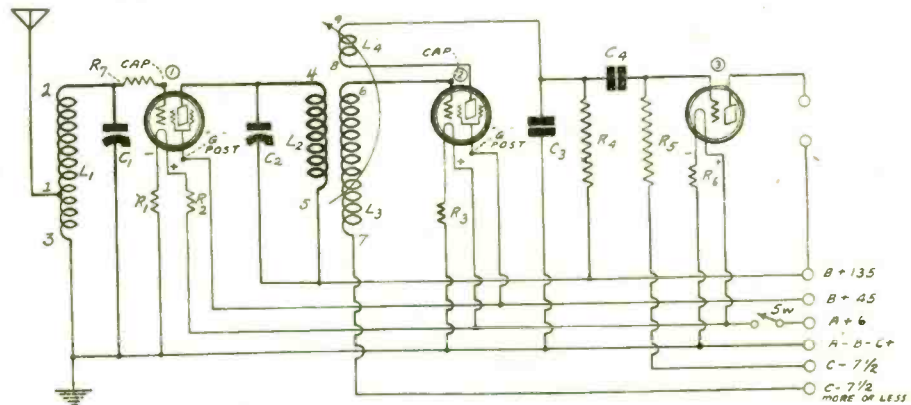 9
L4
8
CAP
C4
3
R7
CAP
1
2
4
6
2
"G" POST
L1
C1
"G" POST
C2
L2
C3
R4
R5
1
-
+
-
+
R6
-
+
R1
R2
5
L3
R3
3
7
B+135
B+45
SW
A+6
A-B-C+
C-7½
C-7½
MORE OR LESS